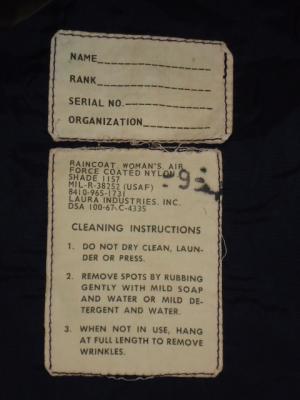 NAME
RANK
SERIAL NO.
ORGANIZATION
RAINCOAT, WOMAN'S, AIR
FORCE COATED NYLON
SHADE 1157
MIL-R-38252 (USAF)
8410-965-1731
LAURA INDUSTRIES, INC.
DSA 100-67-C-4335
CLEANING INSTRUCTIONS
1. DO NOT DRY CLEAN, LAUN-
DER OR PRESS.
2. REMOVE SPOTS BY RUBBING
GENTLY WITH MILD SOAP
AND WATER OR MILD DE-
TERGENT AND WATER.
3. WHEN NOT IN USE, HANG
AT FULL LENGTH TO REMOVE
WRINKLES.